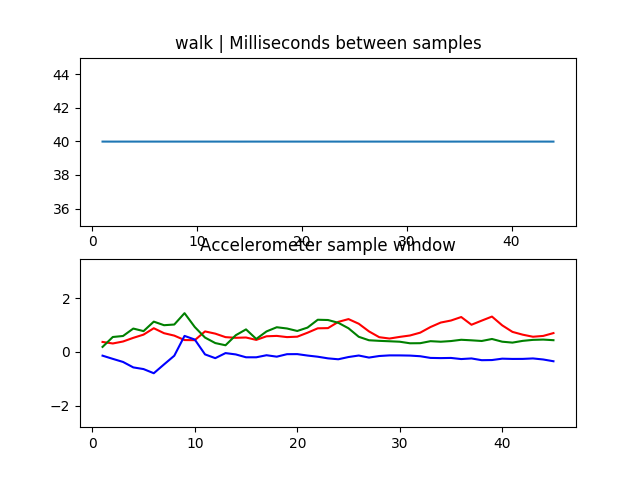 walk | Milliseconds between samples
44
42
40
38
36
0 10 20 30 40
Accelerometer sample window
2
0
−2
0 10 20 30 40